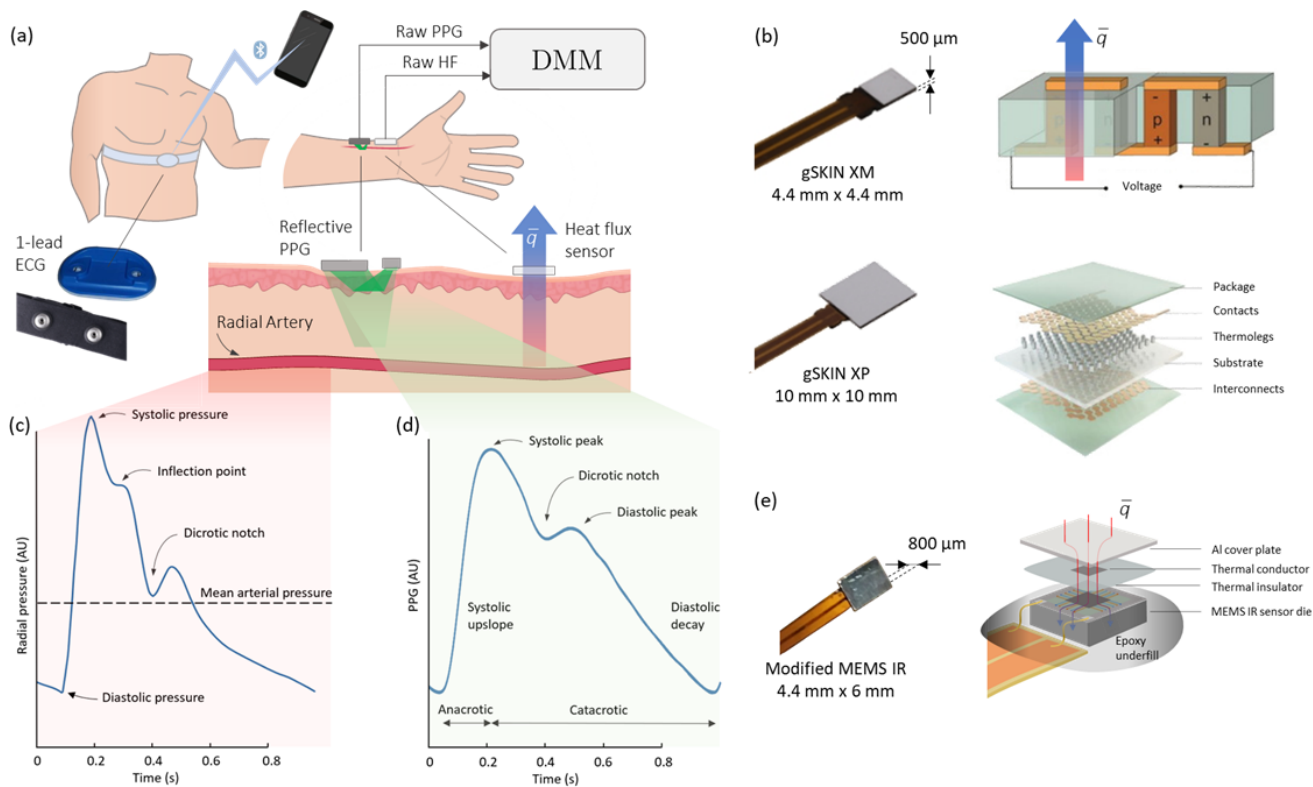 (a)
Raw PPG
Raw HF
DMM
1-lead
ECG
Reflective
PPG
q̅
Heat flux
sensor
Radial Artery
(b)
500 μm
gSKIN XM
4.4 mm x 4.4 mm
q̅
- +
p n p n
+ - + -
Voltage
gSKIN XP
10 mm x 10 mm
Package
Contacts
Thermolegs
Substrate
Interconnects
(c)
Systolic pressure
Inflection point
Dicrotic notch
Mean arterial pressure
Diastolic pressure
Radial pressure (AU)
0 0.2 0.4 0.6 0.8
Time (s)
(d)
Systolic peak
Dicrotic notch
Diastolic peak
Systolic
upslope
Diastolic
decay
Anacrotic
Catacrotic
PPG (AU)
0 0.2 0.4 0.6 0.8
Time (s)
(e)
800 μm
Modified MEMS IR
4.4 mm x 6 mm
q̅
Al cover plate
Thermal conductor
Thermal insulator
MEMS IR sensor die
Epoxy
underfill